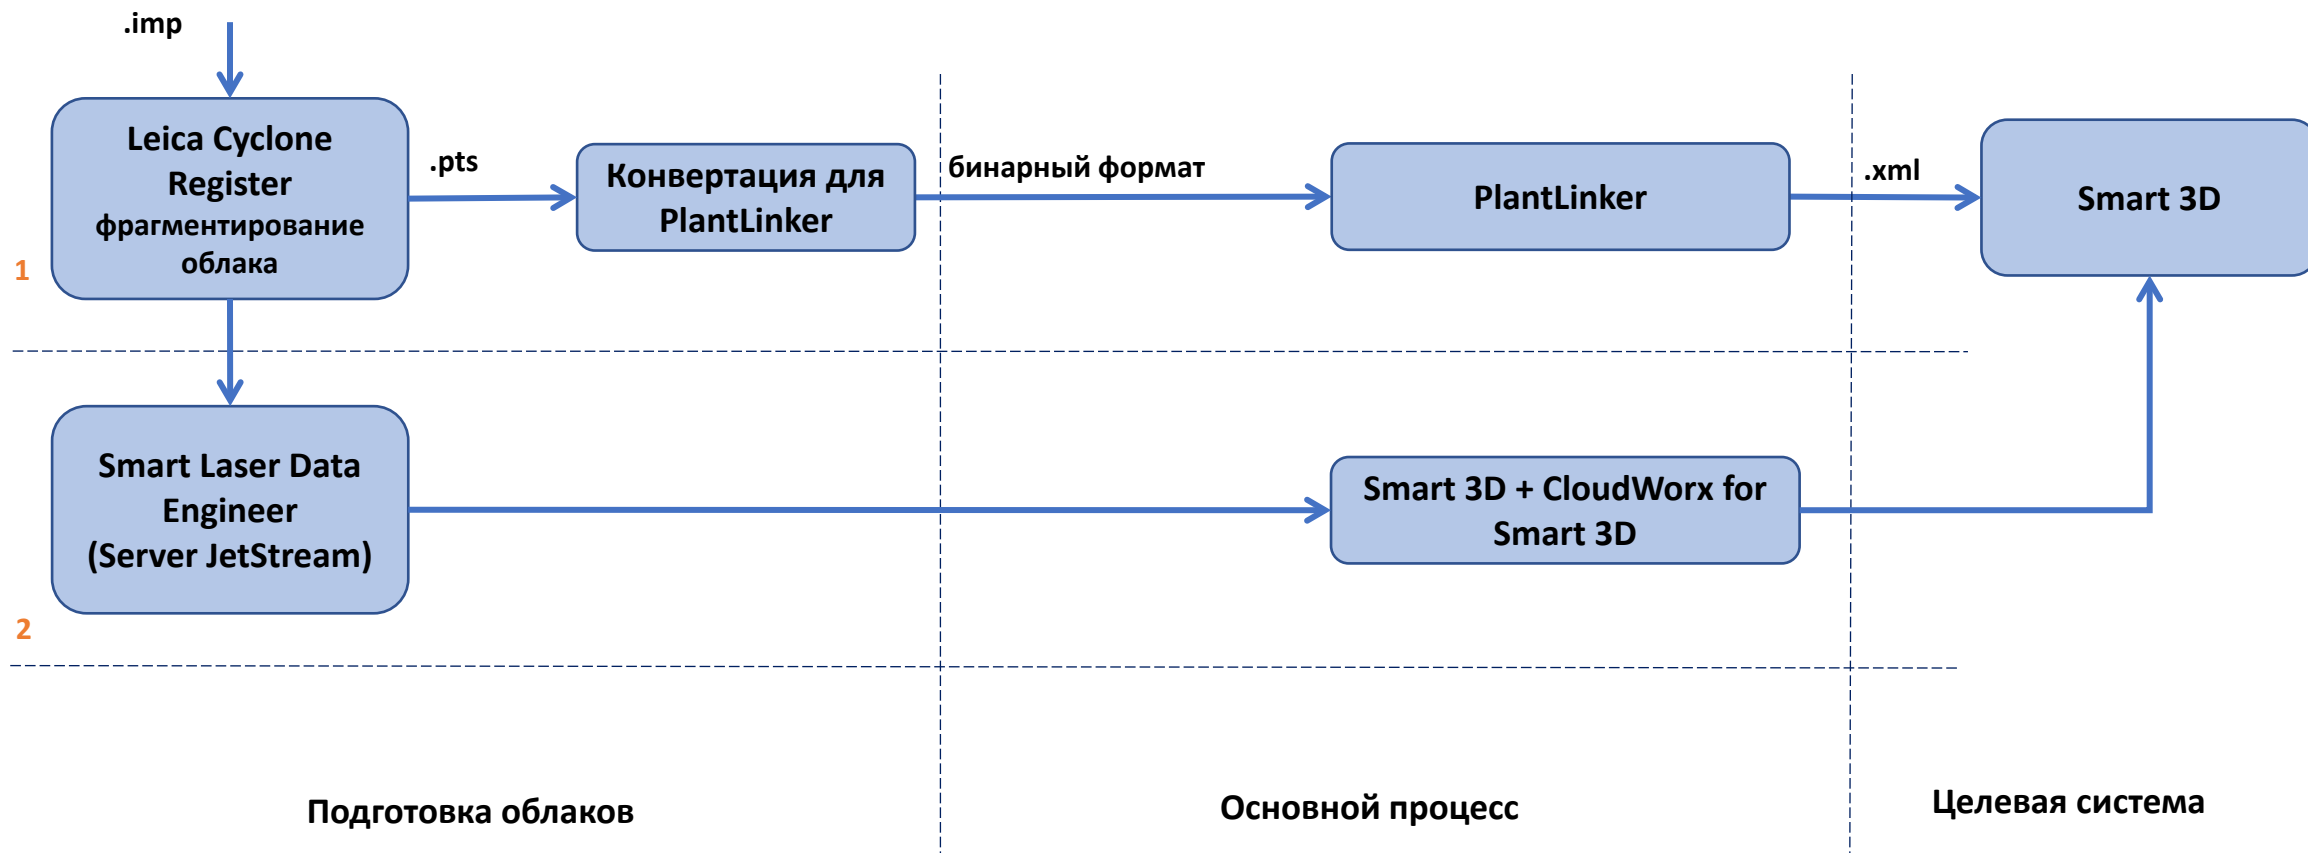 .imp
Leica Cyclone
Register
фрагментирование
облака
.pts
Конвертация для
PlantLinker
бинарный формат
PlantLinker
.xml
Smart 3D
1
Smart Laser Data
Engineer
(Server JetStream)
Smart 3D + CloudWorx for
Smart 3D
2
Подготовка облаков
Основной процесс
Целевая система